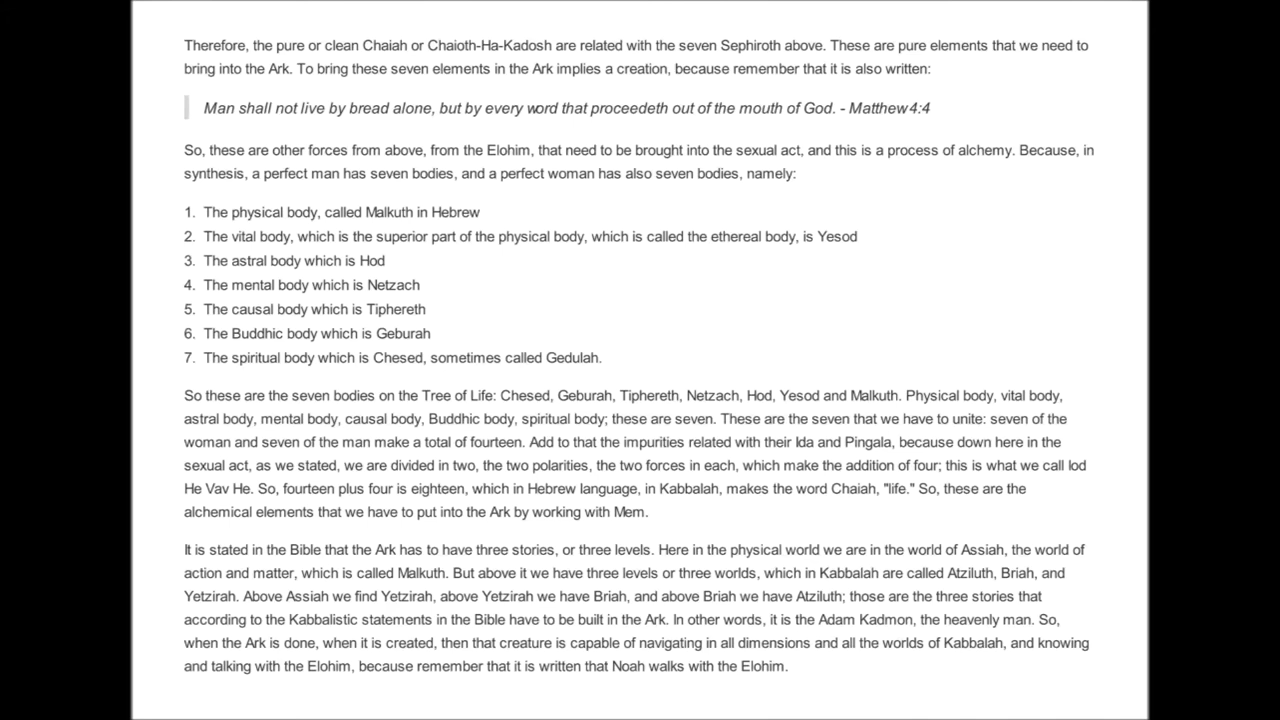 Therefore, the pure or clean Chaiah or Chaioth-Ha-Kadosh are related with the seven Sephiroth above. These are pure elements that we need to
bring into the Ark. To bring these seven elements in the Ark implies a creation, because remember that it is also written:
Man shall not live by bread alone, but by every word that proceedeth out of the mouth of God. - Matthew 4:4
So, these are other forces from above, from the Elohim, that need to be brought into the sexual act, and this is a process of alchemy. Because, in
synthesis, a perfect man has seven bodies, and a perfect woman has also seven bodies, namely:
1. The physical body, called Malkuth in Hebrew
2. The vital body, which is the superior part of the physical body, which is called the ethereal body, is Yesod
3. The astral body which is Hod
4. The mental body which is Netzach
5. The causal body which is Tiphereth
6. The Buddhic body which is Geburah
7. The spiritual body which is Chesed, sometimes called Gedulah.
So these are the seven bodies on the Tree of Life: Chesed, Geburah, Tiphereth, Netzach, Hod, Yesod and Malkuth. Physical body, vital body,
astral body, mental body, causal body, Buddhic body, spiritual body; these are seven. These are the seven that we have to unite: seven of the
woman and seven of the man make a total of fourteen. Add to that the impurities related with their Ida and Pingala, because down here in the
sexual act, as we stated, we are divided in two, the two polarities, the two forces in each, which make the addition of four; this is what we call Iod
He Vav He. So, fourteen plus four is eighteen, which in Hebrew language, in Kabbalah, makes the word Chaiah, "life." So, these are the
alchemical elements that we have to put into the Ark by working with Mem.
It is stated in the Bible that the Ark has to have three stories, or three levels. Here in the physical world we are in the world of Assiah, the world of
action and matter, which is called Malkuth. But above it we have three levels or three worlds, which in Kabbalah are called Atziluth, Briah, and
Yetzirah. Above Assiah we find Yetzirah, above Yetzirah we have Briah, and above Briah we have Atziluth; those are the three stories that
according to the Kabbalistic statements in the Bible have to be built in the Ark. In other words, it is the Adam Kadmon, the heavenly man. So,
when the Ark is done, when it is created, then that creature is capable of navigating in all dimensions and all the worlds of Kabbalah, and knowing
and talking with the Elohim, because remember that it is written that Noah walks with the Elohim.